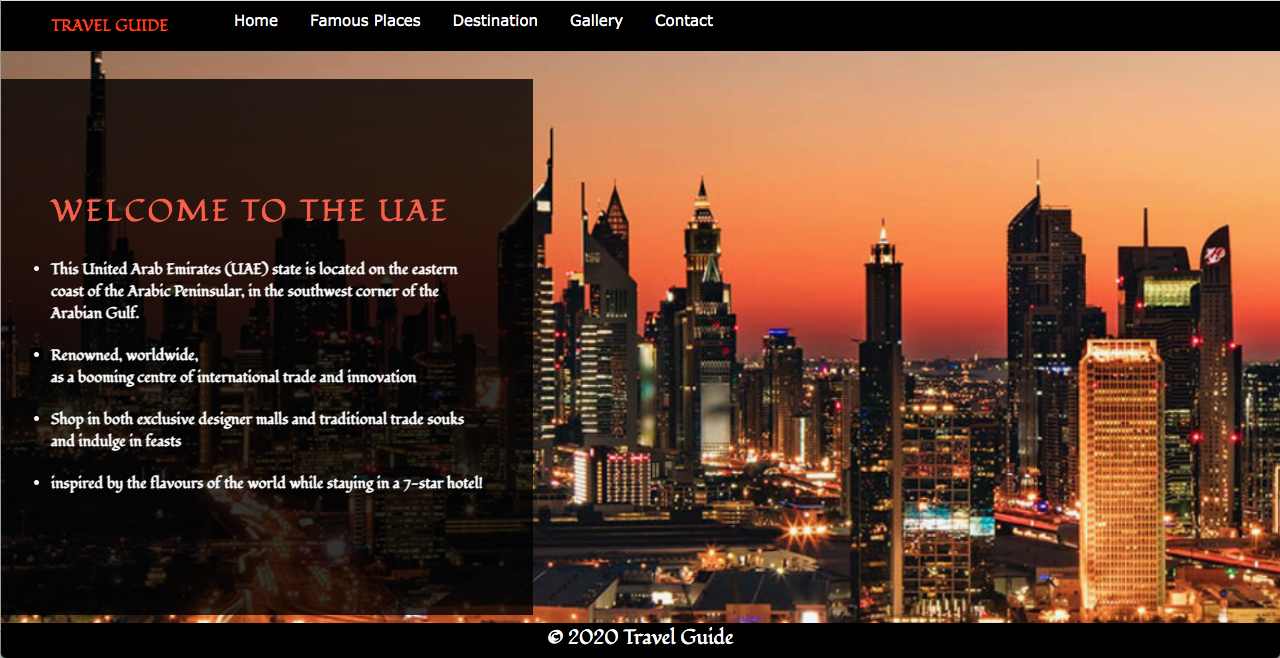 TRAVEL GUIDE
Home
Famous Places
Destination
Gallery
Contact
WELCOME TO THE UAE
• This United Arab Emirates (UAE) state is located on the eastern
coast of the Arabic Peninsular, in the southwest corner of the
Arabian Gulf.
• Renowned, worldwide,
as a booming centre of international trade and innovation
• Shop in both exclusive designer malls and traditional trade souks
and indulge in feasts
• inspired by the flavours of the world while staying in a 7-star hotel!
© 2020 Travel Guide